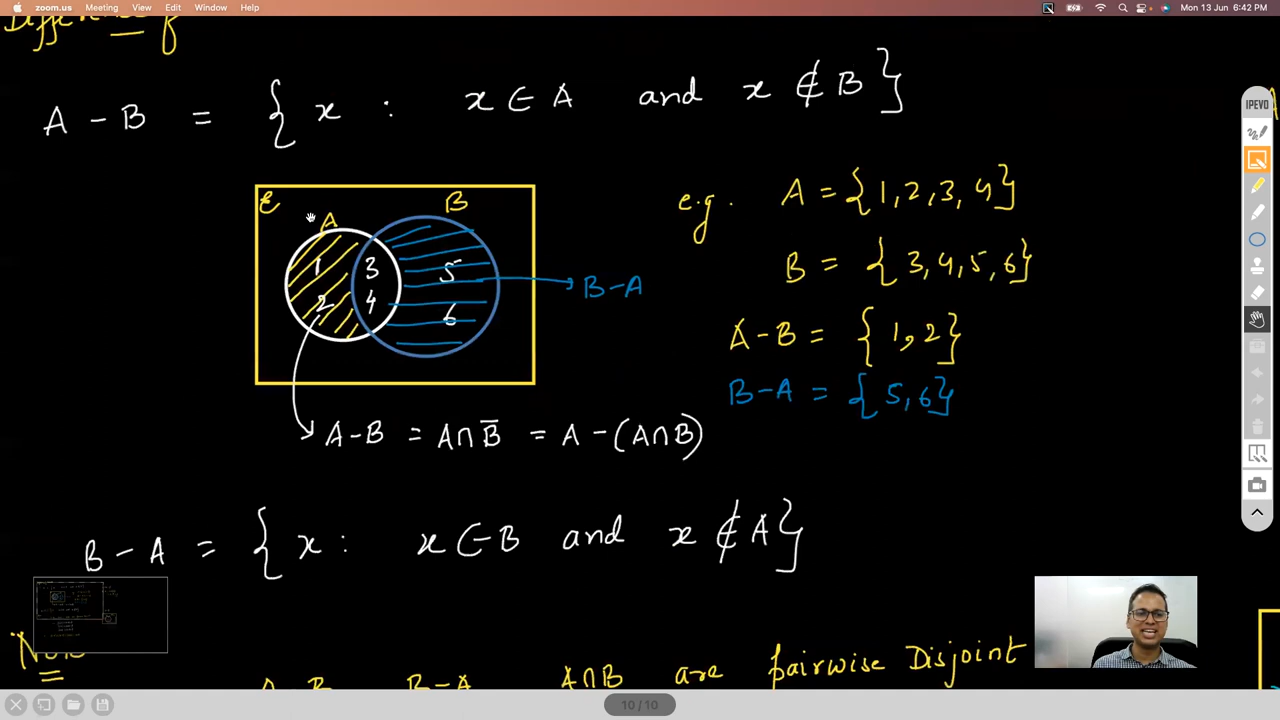 zoom.us Meeting View Edit Window Help Mon 13 Jun 6:42 PM
Difference of
A - B = { x : x ∈ A and x ∉ B }
IPEVO
ℰ A B
1 2 3 4 5 6
B - A
e.g. A = {1, 2, 3, 4}
B = {3, 4, 5, 6}
A - B = {1, 2}
B - A = {5, 6}
A - B = A ∩ B̅ = A - (A ∩ B)
B - A = { x : x ∈ B and x ∉ A }
Note
A - B B - A A ∩ B are pairwise Disjoint
10 / 10